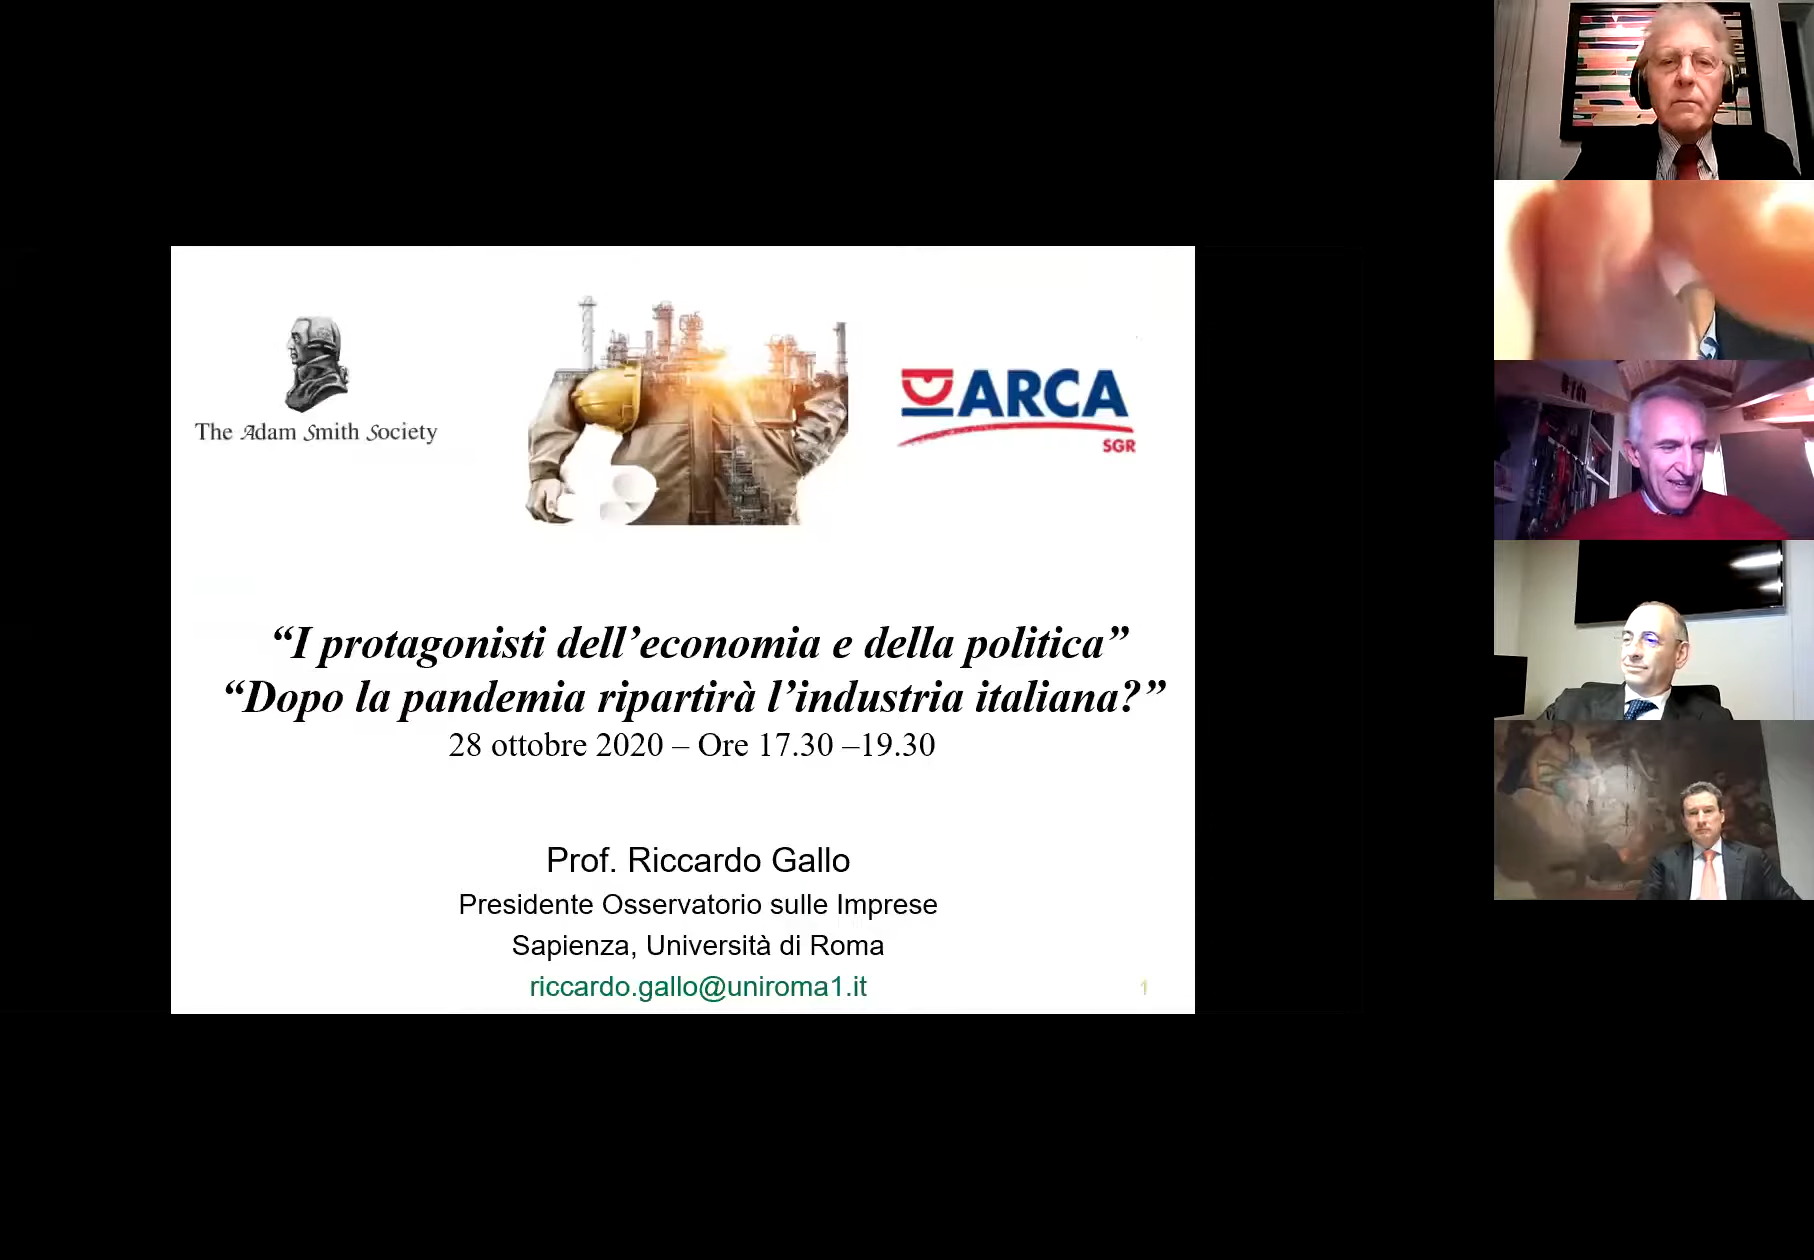 The Adam Smith Society
ARCA
SGR
“I protagonisti dell’economia e della politica”
“Dopo la pandemia ripartirà l’industria italiana?”
28 ottobre 2020 – Ore 17.30 –19.30
Prof. Riccardo Gallo
Presidente Osservatorio sulle Imprese
Sapienza, Università di Roma
riccardo.gallo@uniroma1.it
1